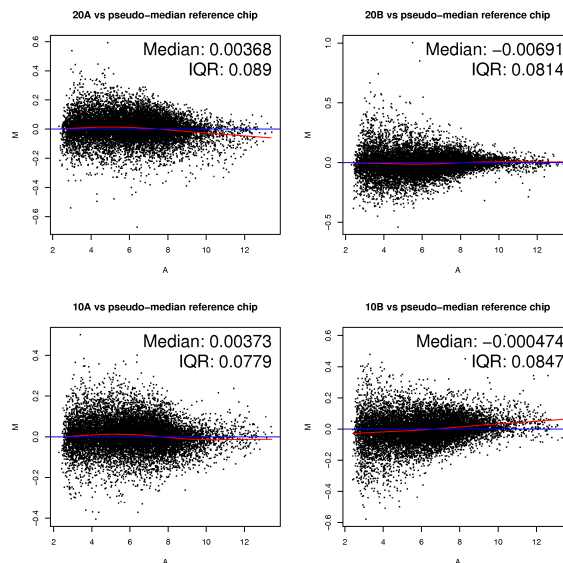 20A vs pseudo−median reference chip
20B vs pseudo−median reference chip
Median: 0.00368
IQR: 0.089
Median: −0.00691
IQR: 0.0814
M
0.6
0.4
0.2
0.0
−0.2
−0.4
−0.6
2 4 6 8 10 12
A
M
1.0
0.5
0.0
−0.5
2 4 6 8 10 12
A
10A vs pseudo−median reference chip
10B vs pseudo−median reference chip
Median: 0.00373
IQR: 0.0779
Median: −0.000474
IQR: 0.0847
M
0.4
0.2
0.0
−0.2
−0.4
2 4 6 8 10 12
A
M
0.6
0.4
0.2
0.0
−0.2
−0.4
−0.6
2 4 6 8 10 12
A